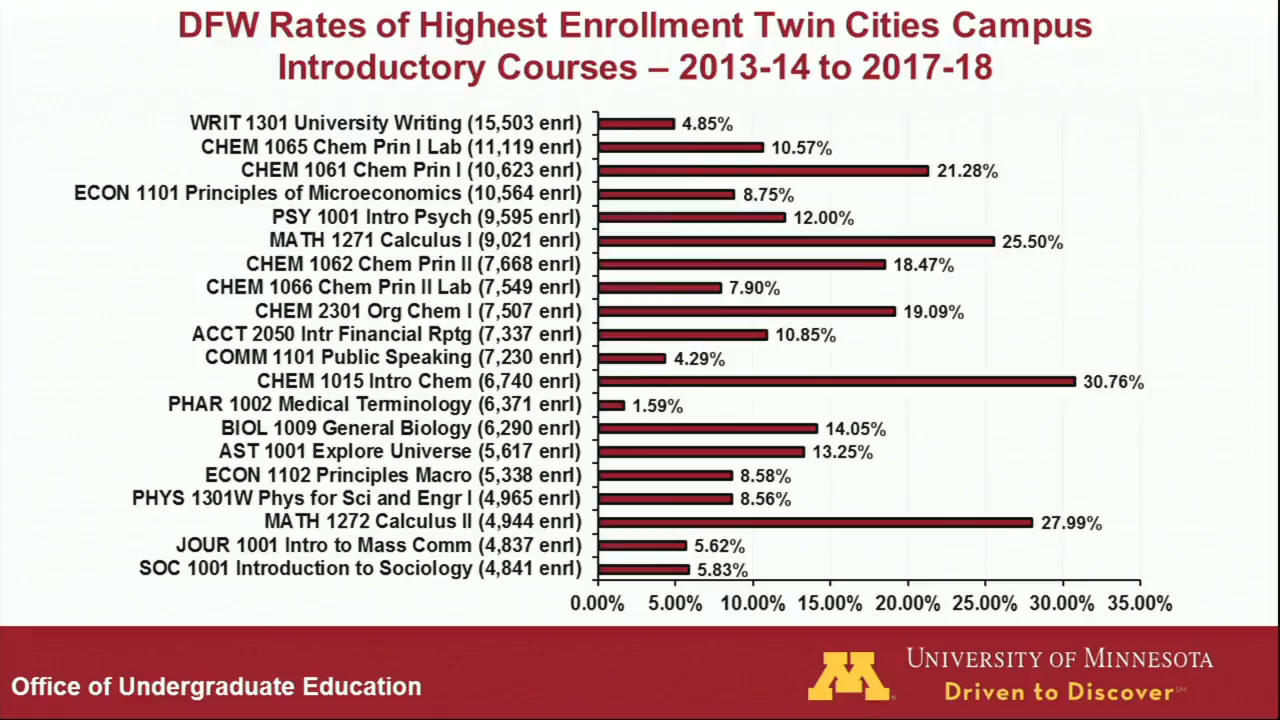 DFW Rates of Highest Enrollment Twin Cities Campus
Introductory Courses – 2013-14 to 2017-18
WRIT 1301 University Writing (15,503 enrl) 4.85%
CHEM 1065 Chem Prin I Lab (11,119 enrl) 10.57%
CHEM 1061 Chem Prin I (10,623 enrl) 21.28%
ECON 1101 Principles of Microeconomics (10,564 enrl) 8.75%
PSY 1001 Intro Psych (9,595 enrl) 12.00%
MATH 1271 Calculus I (9,021 enrl) 25.50%
CHEM 1062 Chem Prin II (7,668 enrl) 18.47%
CHEM 1066 Chem Prin II Lab (7,549 enrl) 7.90%
CHEM 2301 Org Chem I (7,507 enrl) 19.09%
ACCT 2050 Intr Financial Rptg (7,337 enrl) 10.85%
COMM 1101 Public Speaking (7,230 enrl) 4.29%
CHEM 1015 Intro Chem (6,740 enrl) 30.76%
PHAR 1002 Medical Terminology (6,371 enrl) 1.59%
BIOL 1009 General Biology (6,290 enrl) 14.05%
AST 1001 Explore Universe (5,617 enrl) 13.25%
ECON 1102 Principles Macro (5,338 enrl) 8.58%
PHYS 1301W Phys for Sci and Engr I (4,965 enrl) 8.56%
MATH 1272 Calculus II (4,944 enrl) 27.99%
JOUR 1001 Intro to Mass Comm (4,837 enrl) 5.62%
SOC 1001 Introduction to Sociology (4,841 enrl) 5.83%
0.00% 5.00% 10.00% 15.00% 20.00% 25.00% 30.00% 35.00%
Office of Undergraduate Education
M
UNIVERSITY OF MINNESOTA
Driven to Discover℠